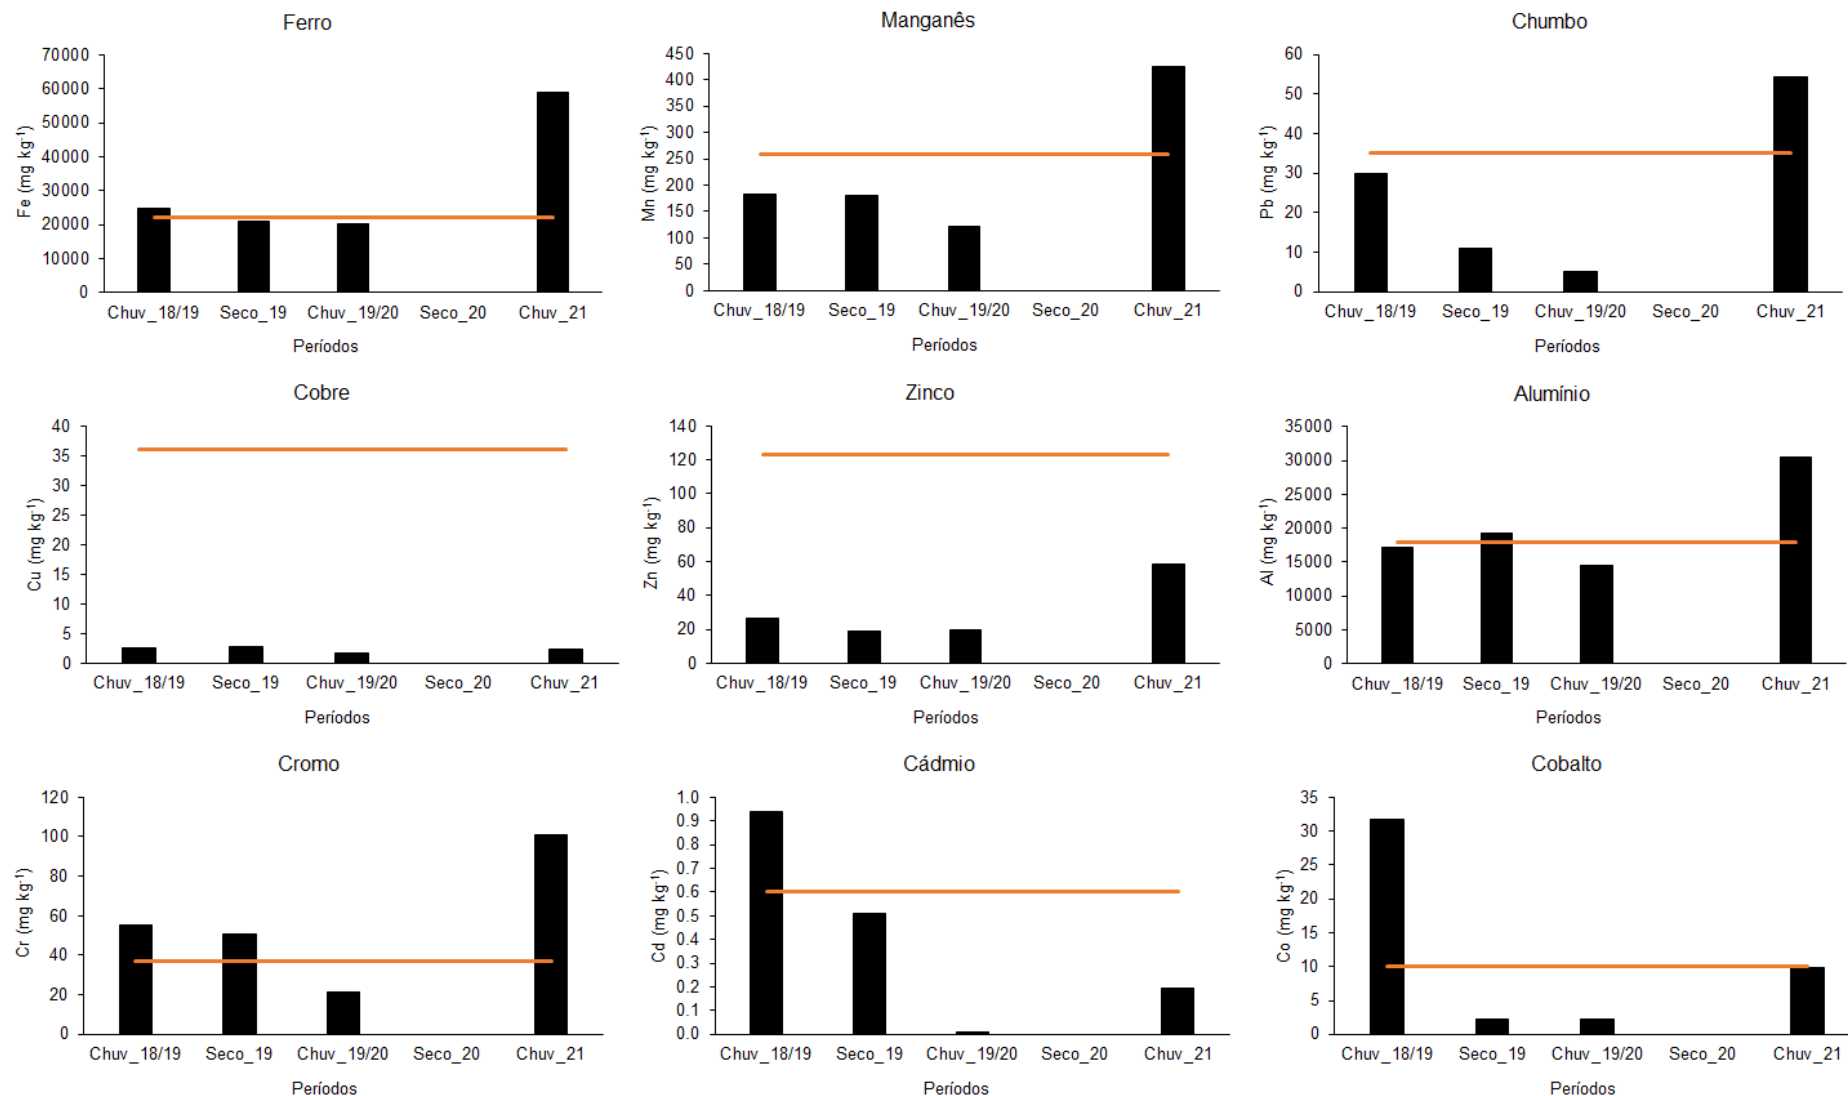 Ferro
Fe (mg kg-1)
70000
60000
50000
40000
30000
20000
10000
0
Chuv_18/19 Seco_19 Chuv_19/20 Seco_20 Chuv_21
Períodos
Manganês
Mn (mg kg-1)
450
400
350
300
250
200
150
100
50
0
Chuv_18/19 Seco_19 Chuv_19/20 Seco_20 Chuv_21
Períodos
Chumbo
Pb (mg kg-1)
60
50
40
30
20
10
0
Chuv_18/19 Seco_19 Chuv_19/20 Seco_20 Chuv_21
Períodos
Cobre
Cu (mg kg-1)
40
35
30
25
20
15
10
5
0
Chuv_18/19 Seco_19 Chuv_19/20 Seco_20 Chuv_21
Períodos
Zinco
Zn (mg kg-1)
140
120
100
80
60
40
20
0
Chuv_18/19 Seco_19 Chuv_19/20 Seco_20 Chuv_21
Períodos
Alumínio
Al (mg kg-1)
35000
30000
25000
20000
15000
10000
5000
0
Chuv_18/19 Seco_19 Chuv_19/20 Seco_20 Chuv_21
Períodos
Cromo
Cr (mg kg-1)
120
100
80
60
40
20
0
Chuv_18/19 Seco_19 Chuv_19/20 Seco_20 Chuv_21
Períodos
Cádmio
Cd (mg kg-1)
1.0
0.9
0.8
0.7
0.6
0.5
0.4
0.3
0.2
0.1
0.0
Chuv_18/19 Seco_19 Chuv_19/20 Seco_20 Chuv_21
Períodos
Cobalto
Co (mg kg-1)
35
30
25
20
15
10
5
0
Chuv_18/19 Seco_19 Chuv_19/20 Seco_20 Chuv_21
Períodos